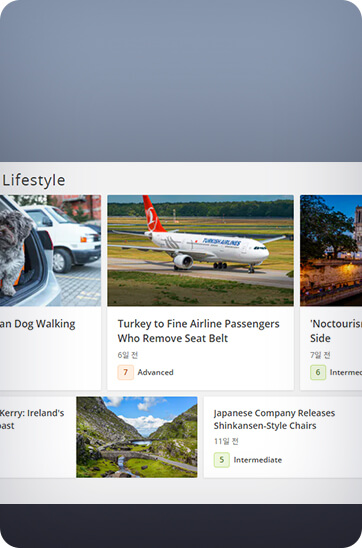 Lifestyle
TURKISH AIRLINES
an Dog Walking
Turkey to Fine Airline Passengers
Who Remove Seat Belt
6일 전
7 Advanced
'Noctourism
Side
7일 전
6 Intermed
Kerry: Ireland's
oast
Japanese Company Releases
Shinkansen-Style Chairs
11일 전
5 Intermediate